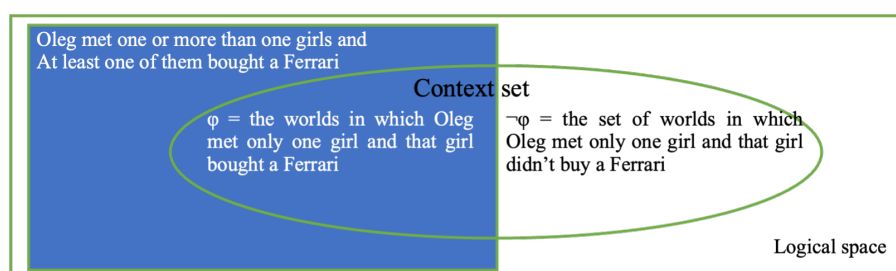 Oleg met one or more than one girls and
At least one of them bought a Ferrari
Context set
φ = the worlds in which Oleg
met only one girl and that girl
bought a Ferrari
¬φ = the set of worlds in which
Oleg met only one girl and that girl
didn't buy a Ferrari
Logical space